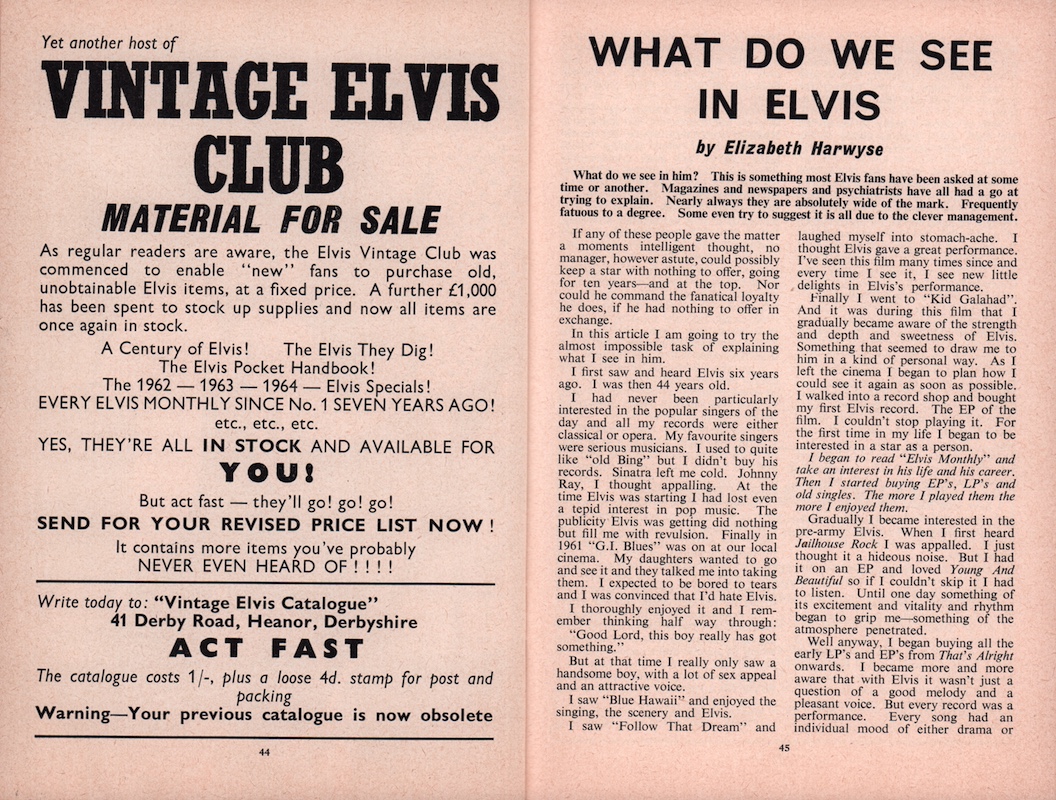 Yet another host of
VINTAGE ELVIS
CLUB
MATERIAL FOR SALE
As regular readers are aware, the Elvis Vintage Club was
commenced to enable "new" fans to purchase old,
unobtainable Elvis items, at a fixed price. A further £1,000
has been spent to stock up supplies and now all items are
once again in stock.
A Century of Elvis! The Elvis They Dig!
The Elvis Pocket Handbook!
The 1962 — 1963 — 1964 — Elvis Specials!
EVERY ELVIS MONTHLY SINCE No. 1 SEVEN YEARS AGO!
etc., etc., etc.
YES, THEY'RE ALL IN STOCK AND AVAILABLE FOR
YOU!
But act fast — they'll go! go! go!
SEND FOR YOUR REVISED PRICE LIST NOW!
It contains more items you've probably
NEVER EVEN HEARD OF ! ! ! !
Write today to: "Vintage Elvis Catalogue"
41 Derby Road, Heanor, Derbyshire
ACT FAST
The catalogue costs 1/-, plus a loose 4d. stamp for post and
packing
Warning—Your previous catalogue is now obsolete
44
WHAT DO WE SEE
IN ELVIS
by Elizabeth Harwyse
What do we see in him? This is something most Elvis fans have been asked at some
time or another. Magazines and newspapers and psychiatrists have all had a go at
trying to explain. Nearly always they are absolutely wide of the mark. Frequently
fatuous to a degree. Some even try to suggest it is all due to the clever management.
If any of these people gave the matter
a moments intelligent thought, no
manager, however astute, could possibly
keep a star with nothing to offer, going
for ten years—and at the top. Nor
could he command the fanatical loyalty
he does, if he had nothing to offer in
exchange.
In this article I am going to try the
almost impossible task of explaining
what I see in him.
I first saw and heard Elvis six years
ago. I was then 44 years old.
I had never been particularly
interested in the popular singers of the
day and all my records were either
classical or opera. My favourite singers
were serious musicians. I used to quite
like "old Bing" but I didn't buy his
records. Sinatra left me cold. Johnny
Ray, I thought appalling. At the
time Elvis was starting I had lost even
a tepid interest in pop music. The
publicity Elvis was getting did nothing
but fill me with revulsion. Finally in
1961 "G.I. Blues" was on at our local
cinema. My daughters wanted to go
and see it and they talked me into taking
them. I expected to be bored to tears
and I was convinced that I'd hate Elvis.
I thoroughly enjoyed it and I rem-
ember thinking half way through:
"Good Lord, this boy really has got
something."
But at that time I really only saw a
handsome boy, with a lot of sex appeal
and an attractive voice.
I saw "Blue Hawaii" and enjoyed the
singing, the scenery and Elvis.
I saw "Follow That Dream" and
laughed myself into stomach-ache. I
thought Elvis gave a great performance.
I've seen this film many times since and
every time I see it, I see new little
delights in Elvis's performance.
Finally I went to "Kid Galahad".
And it was during this film that I
gradually became aware of the strength
and depth and sweetness of Elvis.
Something that seemed to draw me to
him in a kind of personal way. As I
left the cinema I began to plan how I
could see it again as soon as possible.
I walked into a record shop and bought
my first Elvis record. The EP of the
film. I couldn't stop playing it. For
the first time in my life I began to be
interested in a star as a person.
I began to read "Elvis Monthly" and
take an interest in his life and his career.
Then I started buying EP's, LP's and
old singles. The more I played them the
more I enjoyed them.
Gradually I became interested in the
pre-army Elvis. When I first heard
Jailhouse Rock I was appalled. I just
thought it a hideous noise. But I had
it on an EP and loved Young And
Beautiful so if I couldn't skip it I had
to listen. Until one day something of
its excitement and vitality and rhythm
began to grip me—something of the
atmosphere penetrated.
Well anyway, I began buying all the
early LP's and EP's from That's Alright
onwards. I became more and more
aware that with Elvis it wasn't just a
question of a good melody and a
pleasant voice. But every record was a
performance. Every song had an
individual mood of either drama or
45